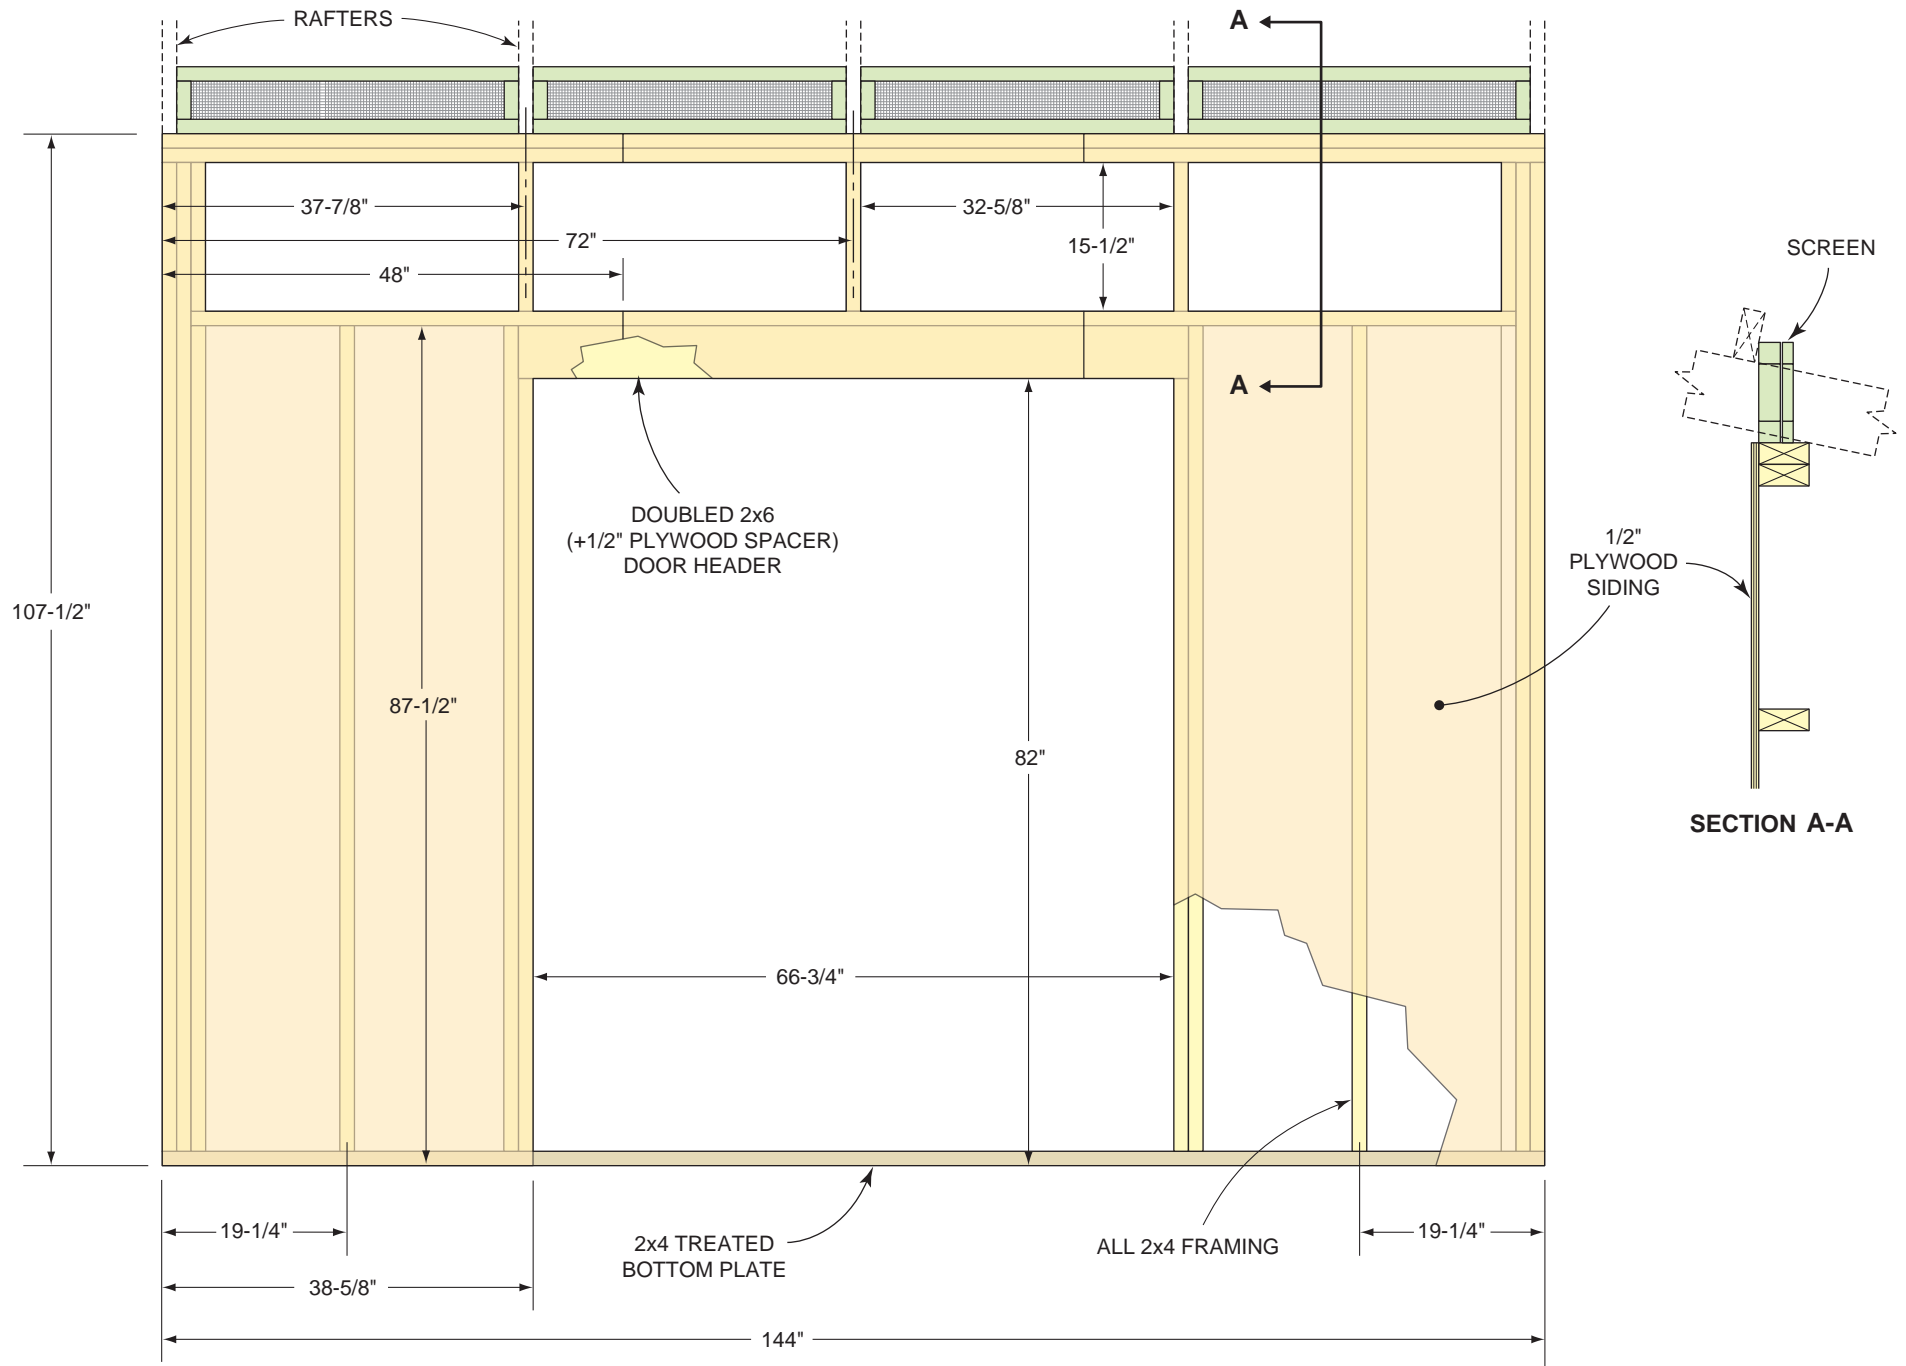 RAFTERS
A
37-7/8"
32-5/8"
72"
15-1/2"
48"
SCREEN
A
DOUBLED 2x6
(+1/2" PLYWOOD SPACER)
DOOR HEADER
1/2"
PLYWOOD
SIDING
107-1/2"
87-1/2"
82"
SECTION A-A
66-3/4"
19-1/4"
2x4 TREATED
BOTTOM PLATE
ALL 2x4 FRAMING
19-1/4"
38-5/8"
144"